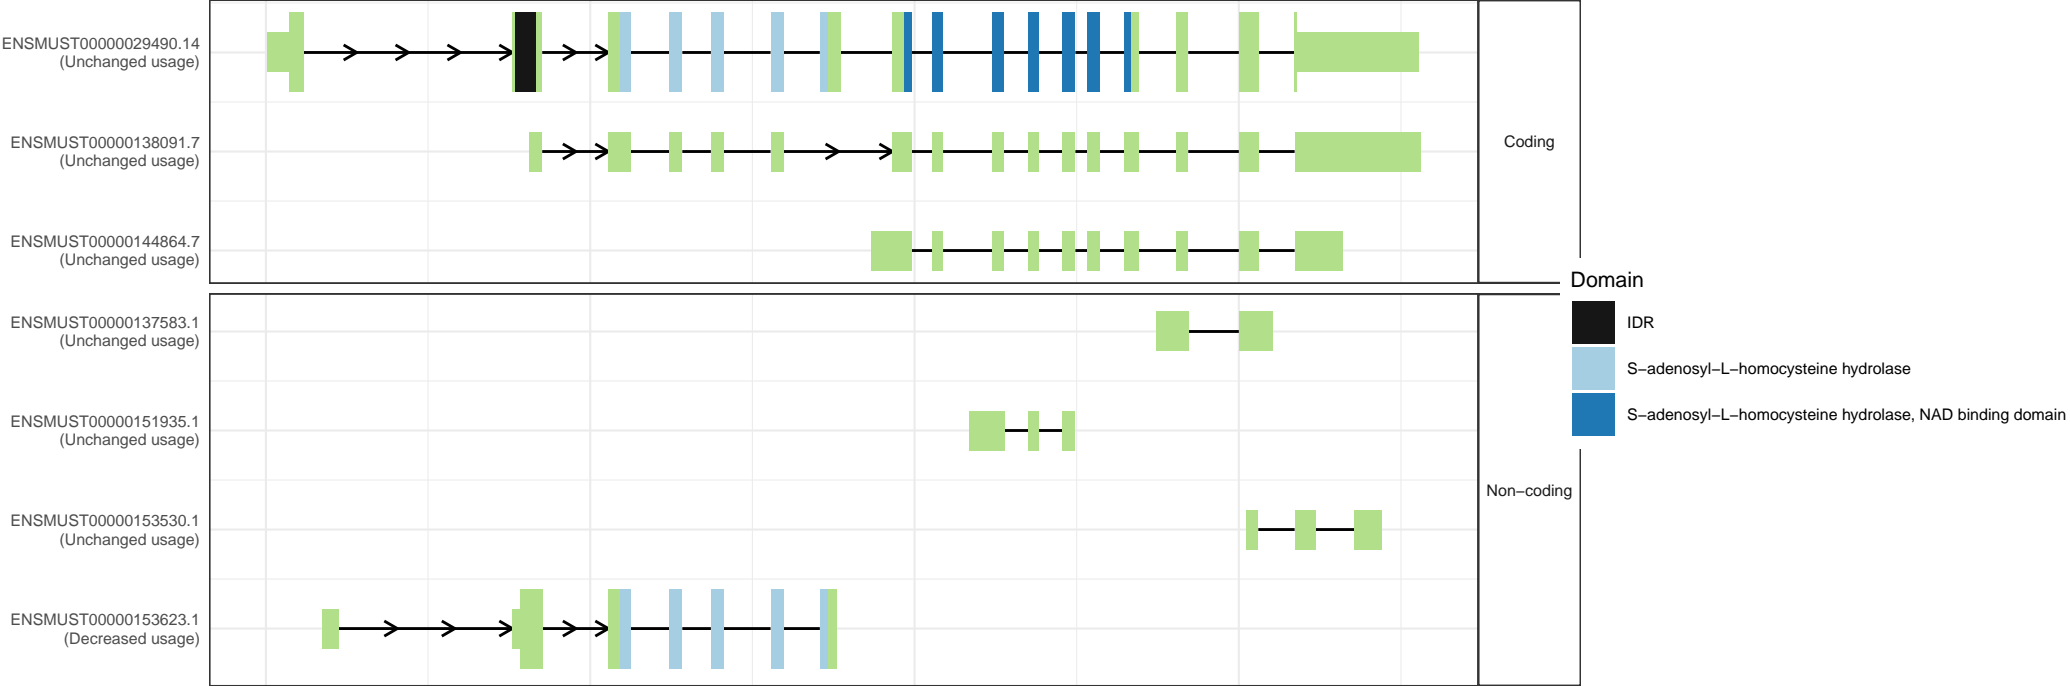 ENSMUST00000029490.14
(Unchanged usage)
ENSMUST00000138091.7
(Unchanged usage)
ENSMUST00000144864.7
(Unchanged usage)
Coding
ENSMUST00000137583.1
(Unchanged usage)
ENSMUST00000151935.1
(Unchanged usage)
ENSMUST00000153530.1
(Unchanged usage)
ENSMUST00000153623.1
(Decreased usage)
Non−coding
Domain
IDR
S−adenosyl−L−homocysteine hydrolase
S−adenosyl−L−homocysteine hydrolase, NAD binding domain